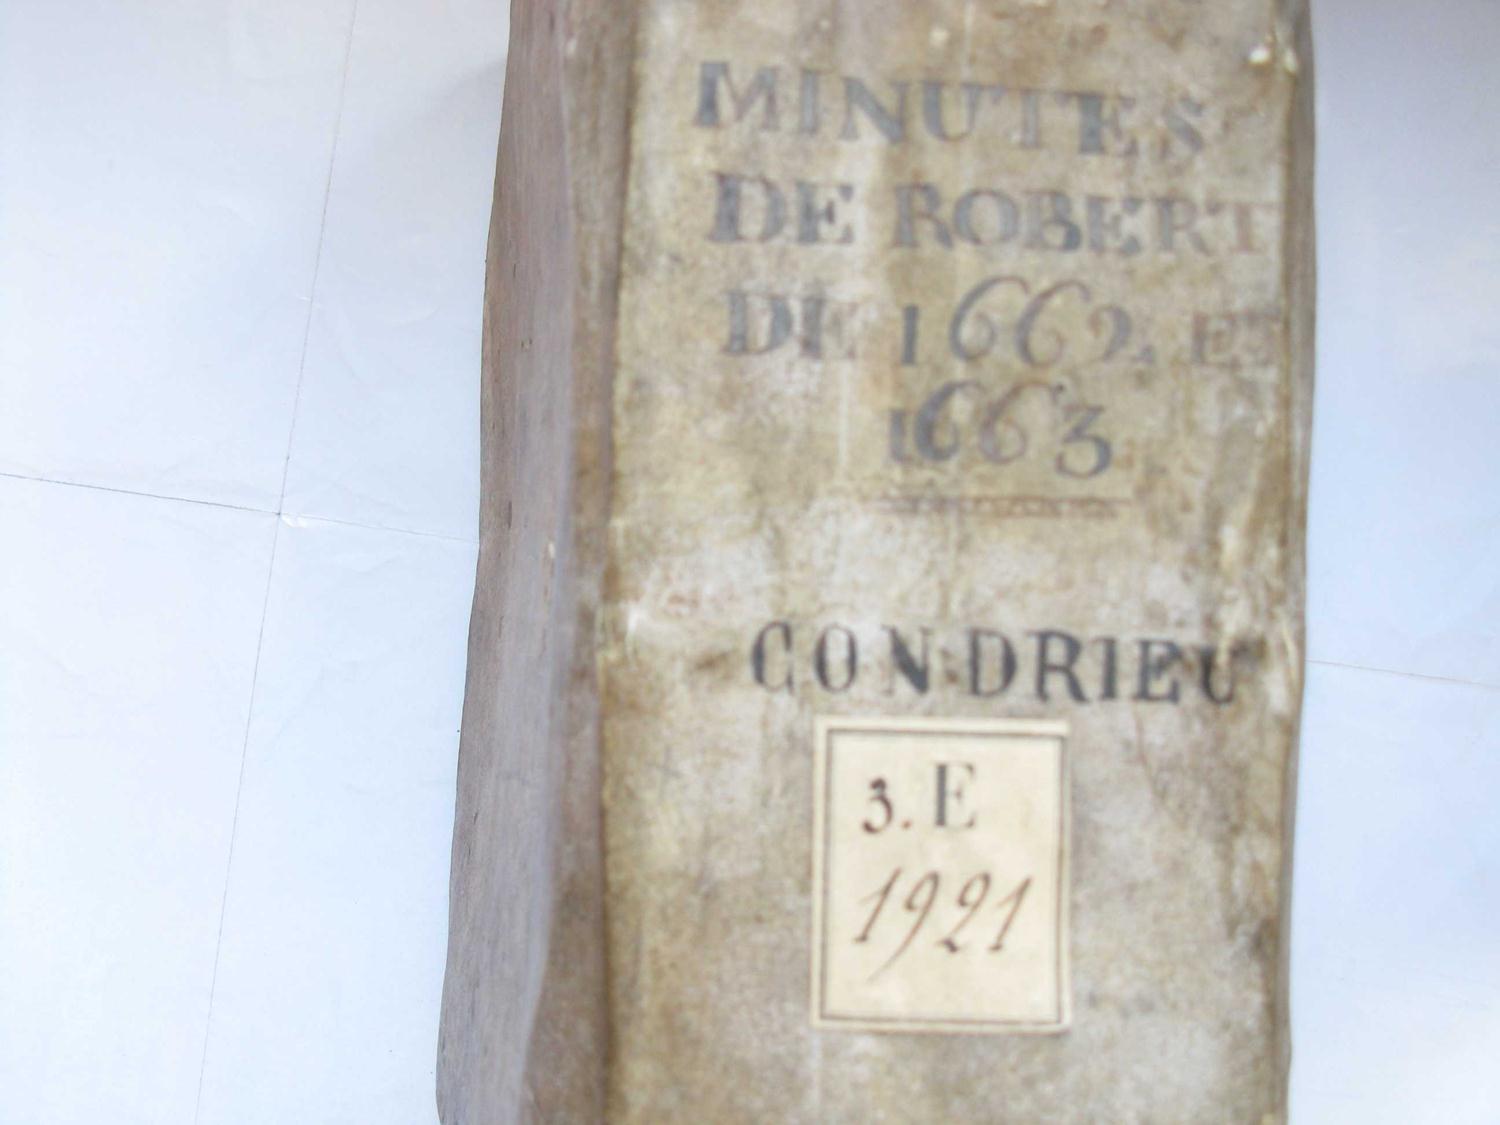 MINUTES
DE ROBERT
DE 1662 ET
1663
CONDRIEU
3. E
1921